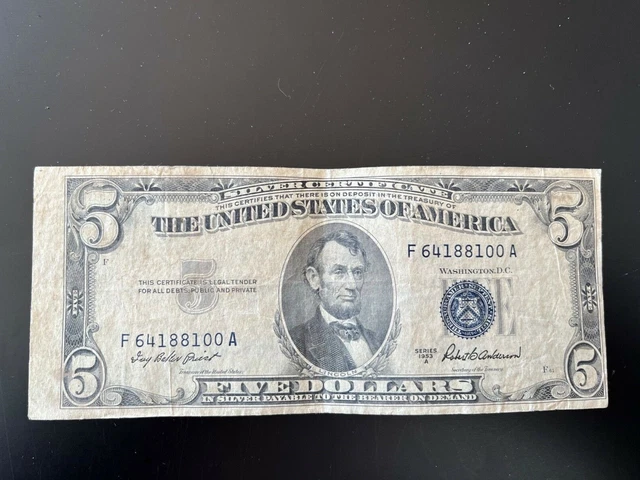 SILVER CERTIFICATE
THIS CERTIFIES THAT THERE IS ON DEPOSIT IN THE TREASURY OF
THE UNITED STATES OF AMERICA
5
5
F 64188100 A
WASHINGTON, D.C.
F
5
THIS CERTIFICATE IS LEGAL TENDER
FOR ALL DEBTS, PUBLIC AND PRIVATE
FIVE
F 64188100 A
Ivy Baker Priest
Treasurer of the United States.
LINCOLN
SERIES
1953
A
Robert B. Anderson
Secretary of the Treasury.
F
5
5
FIVE DOLLARS
IN SILVER PAYABLE TO THE BEARER ON DEMAND